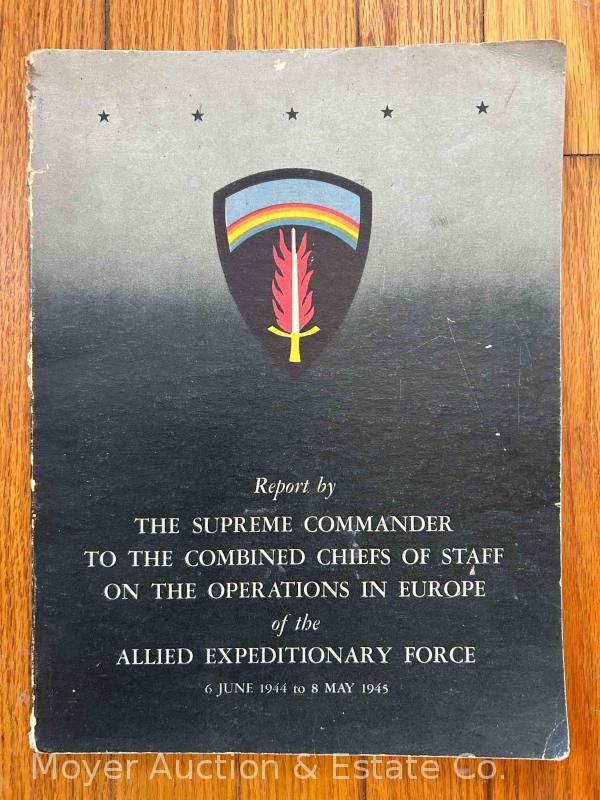 Report by
THE SUPREME COMMANDER
TO THE COMBINED CHIEFS OF STAFF
ON THE OPERATIONS IN EUROPE
of the
ALLIED EXPEDITIONARY FORCE
6 JUNE 1944 to 8 MAY 1945
Moyer Auction & Estate Co.